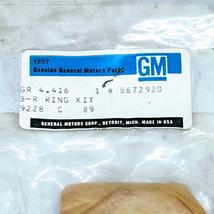 1207
Genuine General Motors Parts
GM
GR 4.416 1 # 8672920
S-R RING KIT
9228 C 89
GENERAL MOTORS CORP., DETROIT, MICH. MADE IN USA